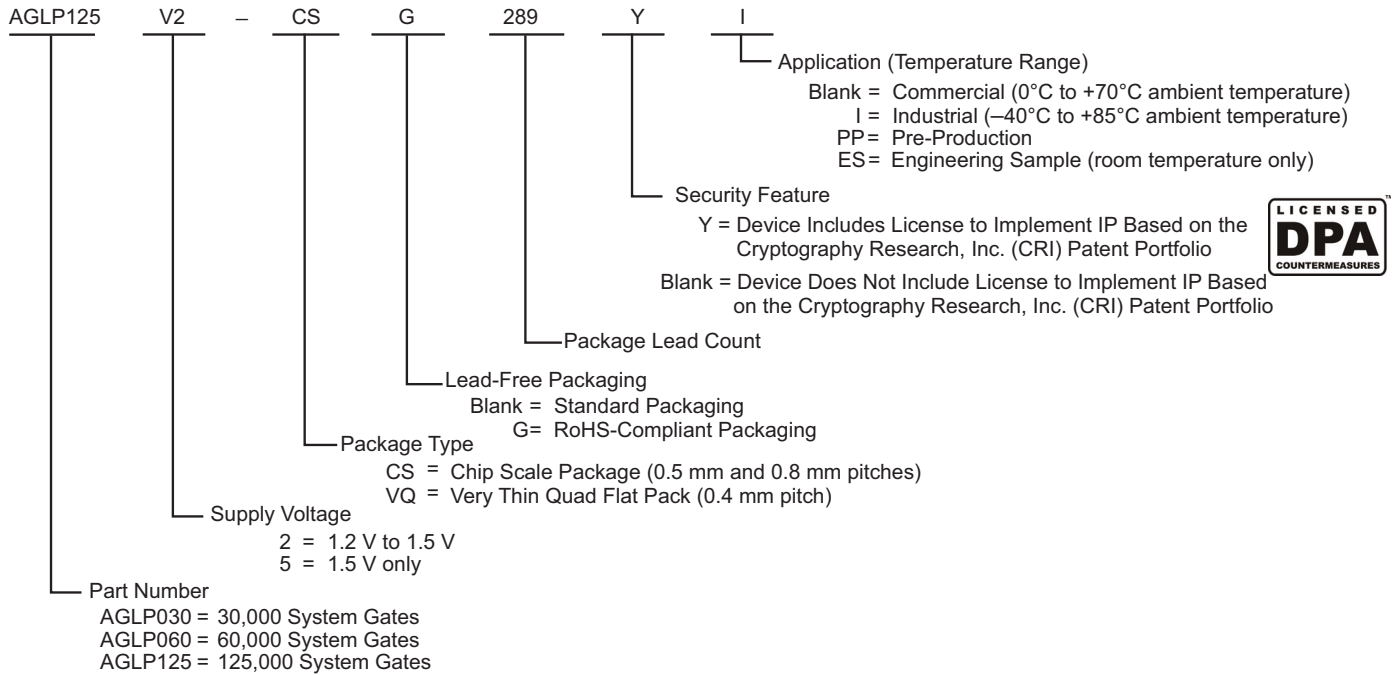 AGLP125 V2 – CS G 289 Y I
Application (Temperature Range)
Blank = Commercial (0°C to +70°C ambient temperature)
I = Industrial (–40°C to +85°C ambient temperature)
PP = Pre-Production
ES = Engineering Sample (room temperature only)
Security Feature
Y = Device Includes License to Implement IP Based on the
Cryptography Research, Inc. (CRI) Patent Portfolio
Blank = Device Does Not Include License to Implement IP Based
on the Cryptography Research, Inc. (CRI) Patent Portfolio
LICENSED ™
DPA
COUNTERMEASURES
Package Lead Count
Lead-Free Packaging
Blank = Standard Packaging
G= RoHS-Compliant Packaging
Package Type
CS = Chip Scale Package (0.5 mm and 0.8 mm pitches)
VQ = Very Thin Quad Flat Pack (0.4 mm pitch)
Supply Voltage
2 = 1.2 V to 1.5 V
5 = 1.5 V only
Part Number
AGLP030 = 30,000 System Gates
AGLP060 = 60,000 System Gates
AGLP125 = 125,000 System Gates